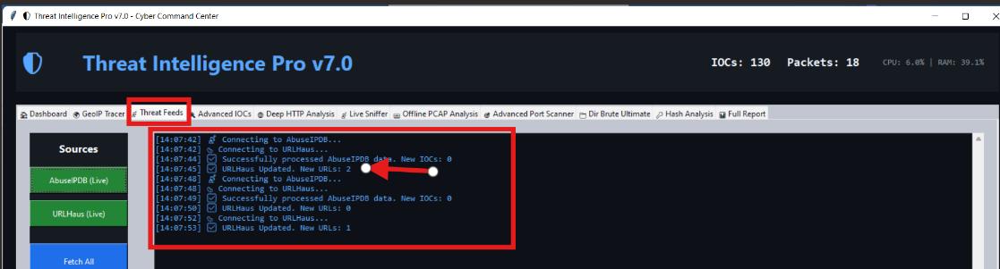 Threat Intelligence Pro v7.0 - Cyber Command Center
Threat Intelligence Pro v7.0
IOCs: 130 Packets: 18 CPU: 6.0% | RAM: 39.1%
Dashboard GeoIP Tracer Threat Feeds Advanced IOCs Deep HTTP Analysis Live Sniffer Offline PCAP Analysis Advanced Port Scanner Dir Brute Ultimate Hash Analysis Full Report
Sources
AbuseIPDB (Live)
URLHaus (Live)
Fetch All
[14:07:42] Connecting to AbuseIPDB...
[14:07:42] Connecting to URLHaus...
[14:07:44] Successfully processed AbuseIPDB data. New IOCs: 0
[14:07:45] URLHaus Updated. New URLs: 2
[14:07:48] Connecting to AbuseIPDB...
[14:07:48] Connecting to URLHaus...
[14:07:49] Successfully processed AbuseIPDB data. New IOCs: 0
[14:07:50] URLHaus Updated. New URLs: 0
[14:07:52] Connecting to URLHaus...
[14:07:53] URLHaus Updated. New URLs: 1